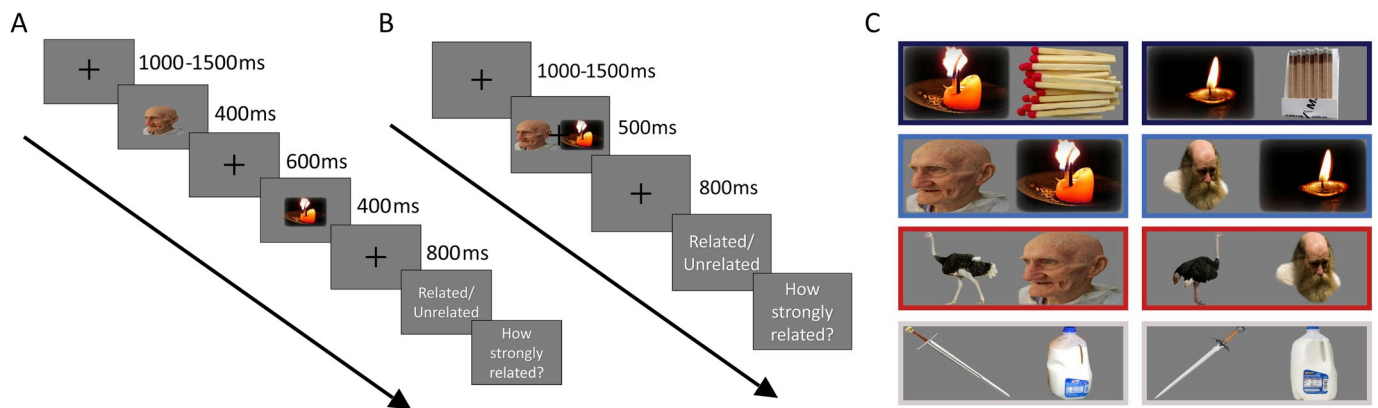 A
1000-1500ms
400ms
600ms
400ms
800ms
Related/
Unrelated
How
strongly
related?
B
1000-1500ms
500ms
800ms
Related/
Unrelated
How
strongly
related?
C